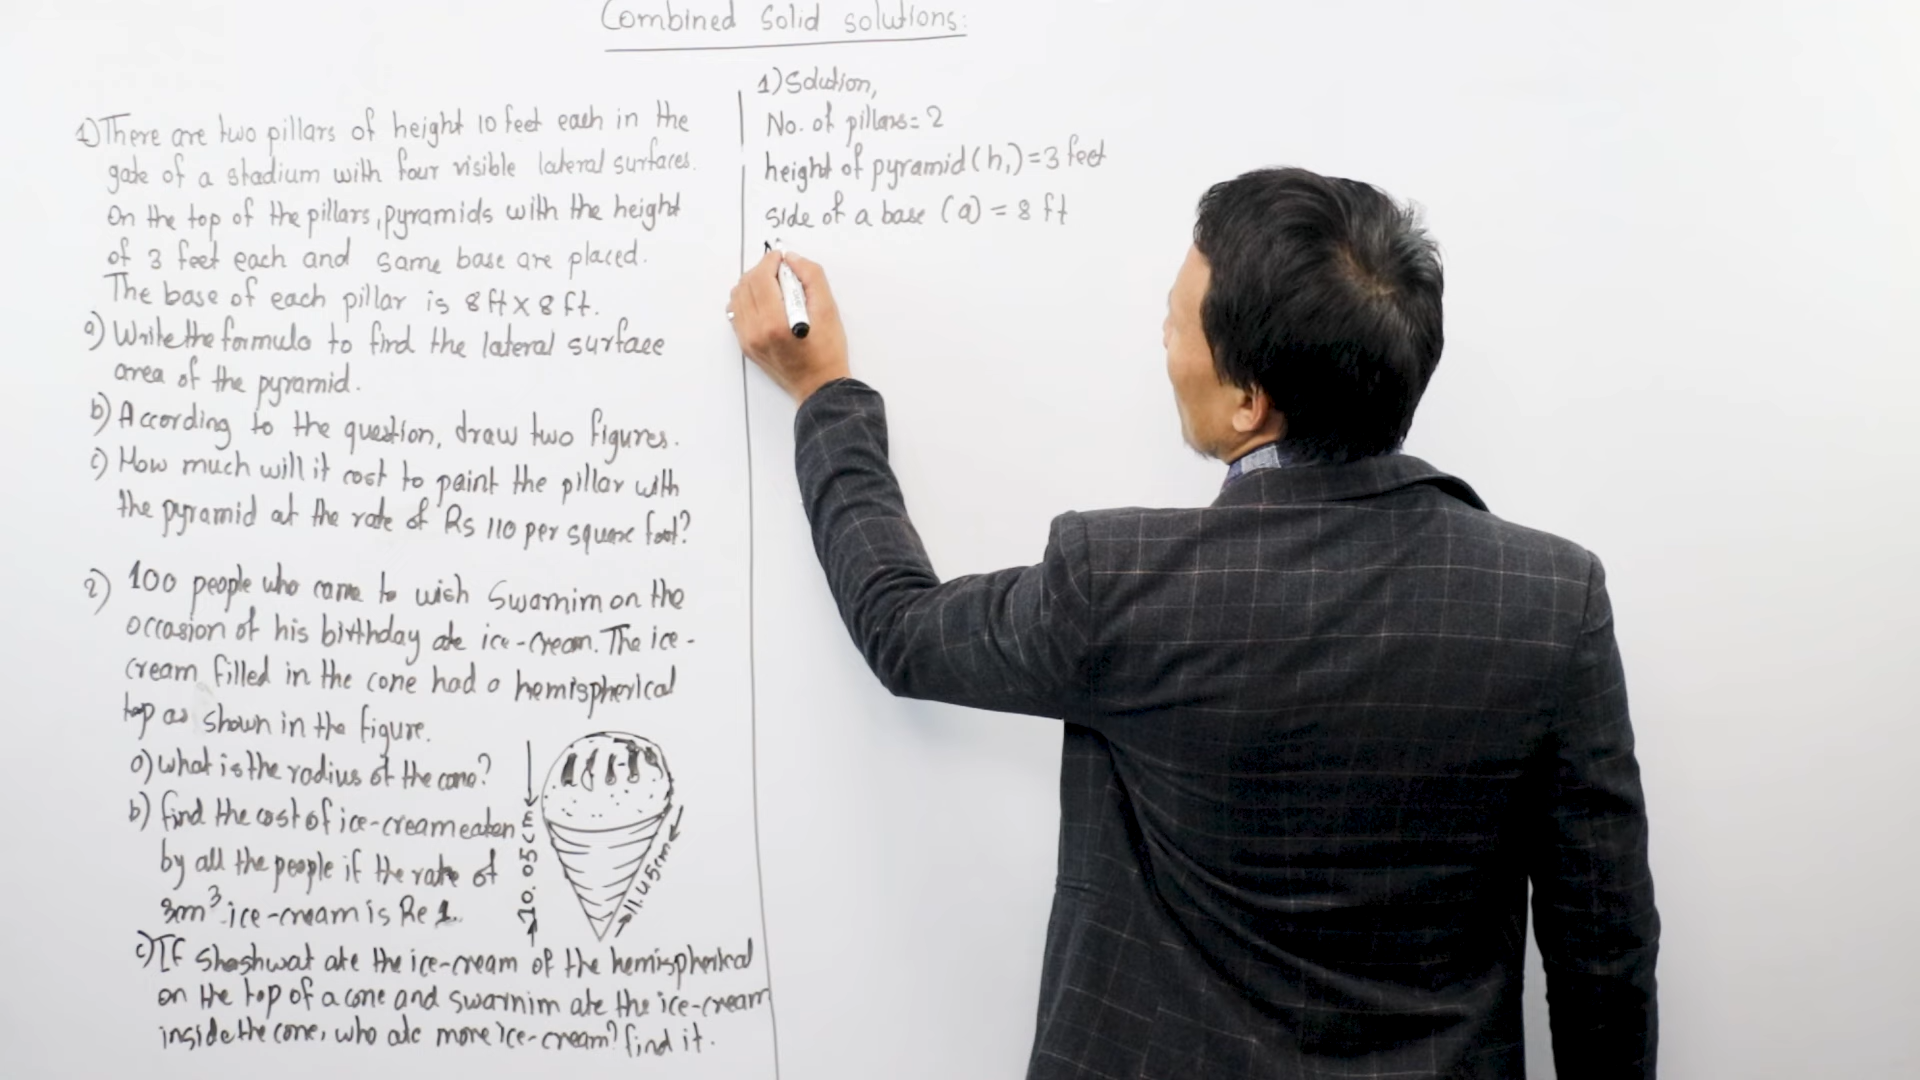 Combined Solid solutions:
1) There are two pillars of height 10 feet each in the
gate of a stadium with four visible lateral surfaces.
On the top of the pillars, pyramids with the height
of 3 feet each and same base are placed.
The base of each pillar is 8 ft x 8 ft.
a) Write the formula to find the lateral surface
area of the pyramid.
b) According to the question, draw two figures.
c) How much will it cost to paint the pillar with
the pyramid at the rate of Rs 110 per square foot?
2) 100 people who came to wish Swarnim on the
occasion of his birthday ate ice-cream. The ice-
cream filled in the cone had a hemispherical
top as shown in the figure.
a) what is the radius of the cone?
b) find the cost of ice-cream eaten
by all the people if the rate of
3cm³ ice-cream is Re 1.
10.05cm
11.45cm
c) If Shashwat ate the ice-cream of the hemispherical
on the top of a cone and swarnim ate the ice-cream
inside the cone, who ate more ice-cream? find it.
1) Solution,
No. of pillars = 2
height of pyramid (h₁) = 3 feet
side of a base (a) = 8 ft